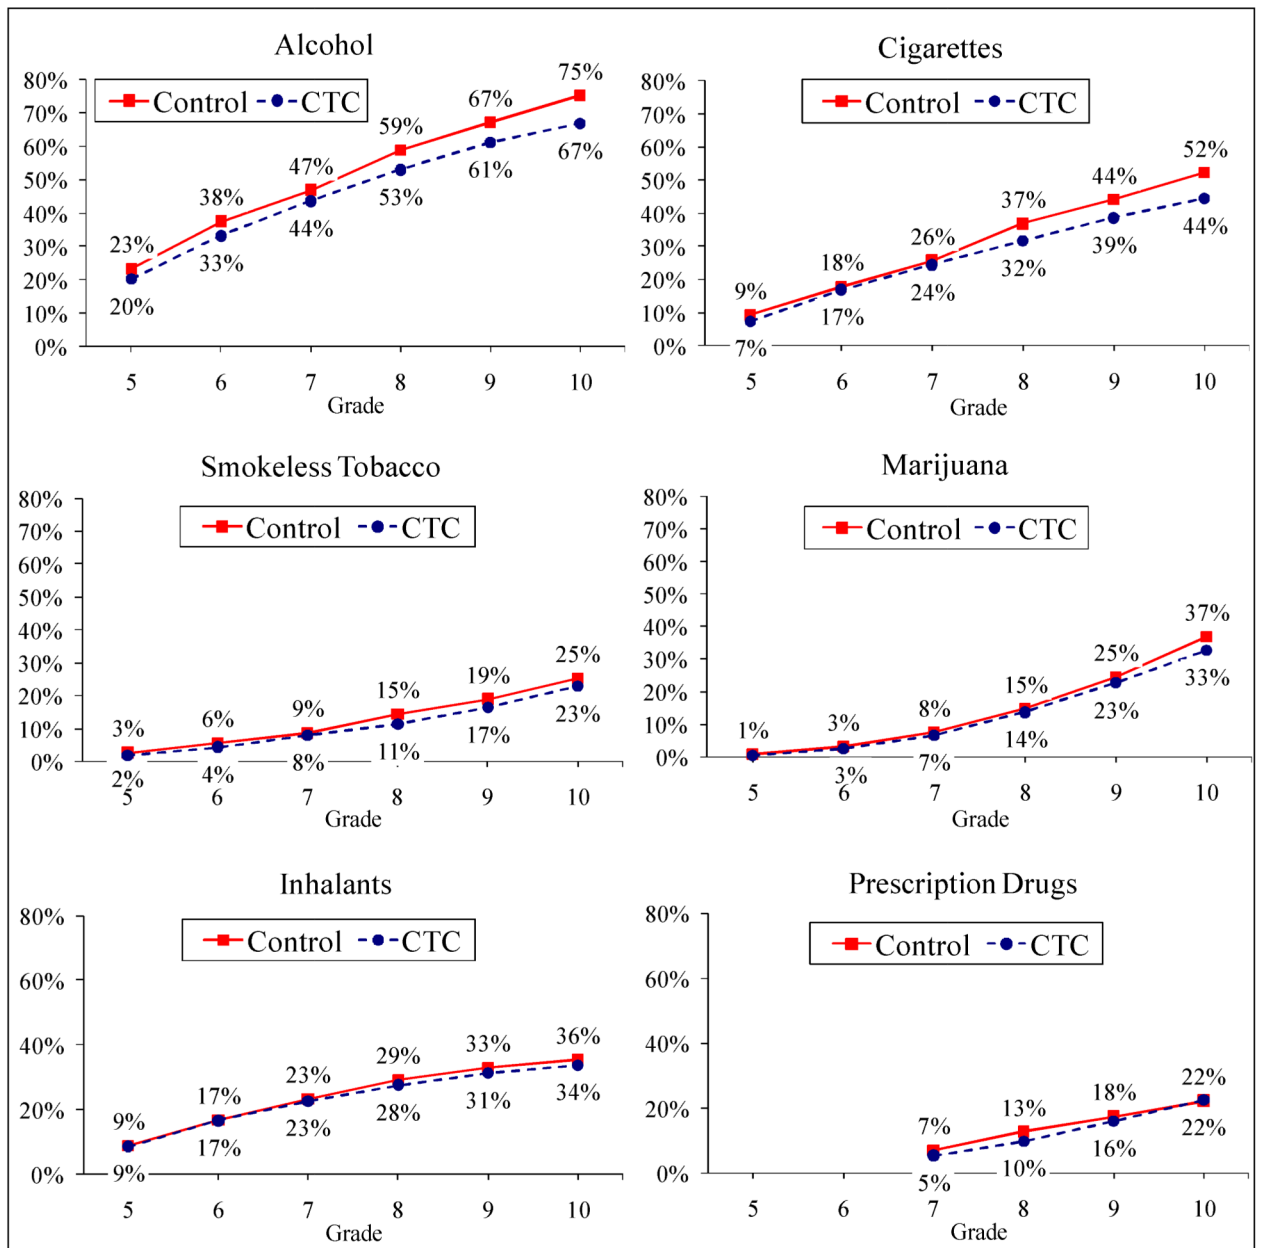 Alcohol
Control CTC
80%
70%
60%
50%
40%
30%
20%
10%
0%
23% 38% 47% 59% 67% 75%
20% 33% 44% 53% 61% 67%
5 6 7 8 9 10
Grade
Cigarettes
Control CTC
80%
70%
60%
50%
40%
30%
20%
10%
0%
9% 18% 26% 37% 44% 52%
7% 17% 24% 32% 39% 44%
5 6 7 8 9 10
Grade
Smokeless Tobacco
Control CTC
80%
70%
60%
50%
40%
30%
20%
10%
0%
3% 6% 9% 15% 19% 25%
2% 4% 8% 11% 17% 23%
5 6 7 8 9 10
Grade
Marijuana
Control CTC
80%
70%
60%
50%
40%
30%
20%
10%
0%
1% 3% 8% 15% 25% 37%
3% 7% 14% 23% 33%
5 6 7 8 9 10
Grade
Inhalants
Control CTC
80%
60%
40%
20%
0%
9% 17% 23% 29% 33% 36%
9% 17% 23% 28% 31% 34%
5 6 7 8 9 10
Grade
Prescription Drugs
Control CTC
80%
60%
40%
20%
0%
7% 13% 18% 22%
5% 10% 16% 22%
5 6 7 8 9 10
Grade